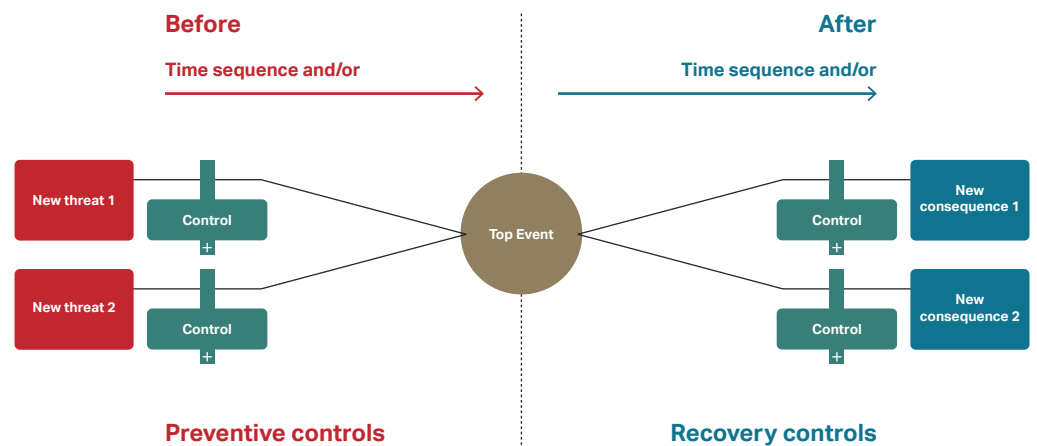 Before
After
Time sequence and/or
Time sequence and/or
New threat 1
Control
+
Top Event
Control
+
New
consequence 1
New threat 2
Control
+
Control
+
New
consequence 2
Preventive controls
Recovery controls